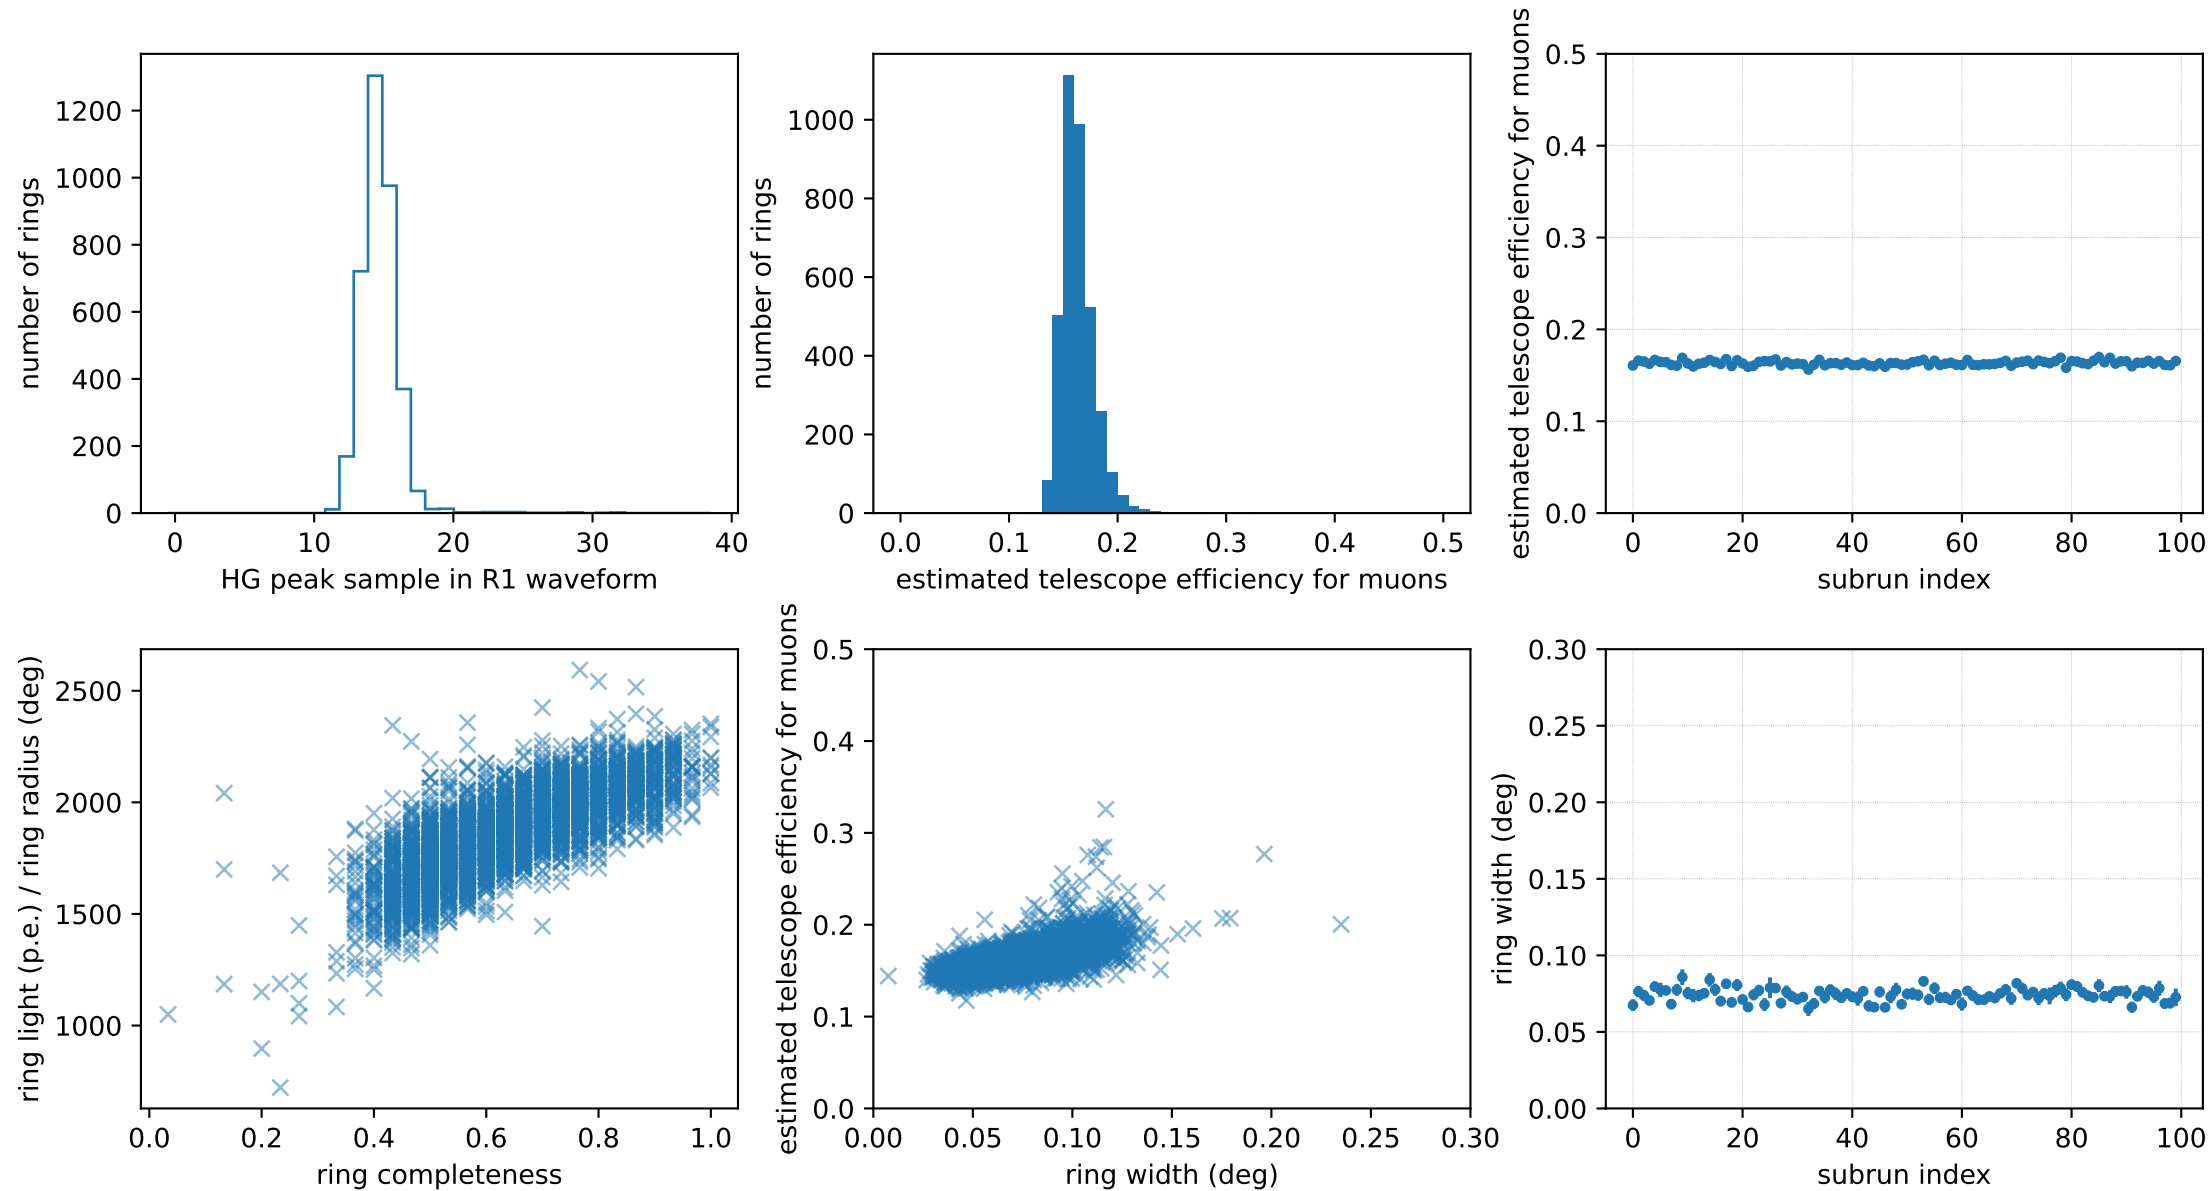 number of rings
1200
1000
800
600
400
200
0
0 10 20 30 40
HG peak sample in R1 waveform
number of rings
1000
800
600
400
200
0
0.0 0.1 0.2 0.3 0.4 0.5
estimated telescope efficiency for muons
estimated telescope efficiency for muons
0.5
0.4
0.3
0.2
0.1
0.0
0 20 40 60 80 100
subrun index
ring light (p.e.) / ring radius (deg)
2500
2000
1500
1000
0.0 0.2 0.4 0.6 0.8 1.0
ring completeness
estimated telescope efficiency for muons
0.5
0.4
0.3
0.2
0.1
0.0
0.00 0.05 0.10 0.15 0.20 0.25 0.30
ring width (deg)
ring width (deg)
0.30
0.25
0.20
0.15
0.10
0.05
0.00
0 20 40 60 80 100
subrun index